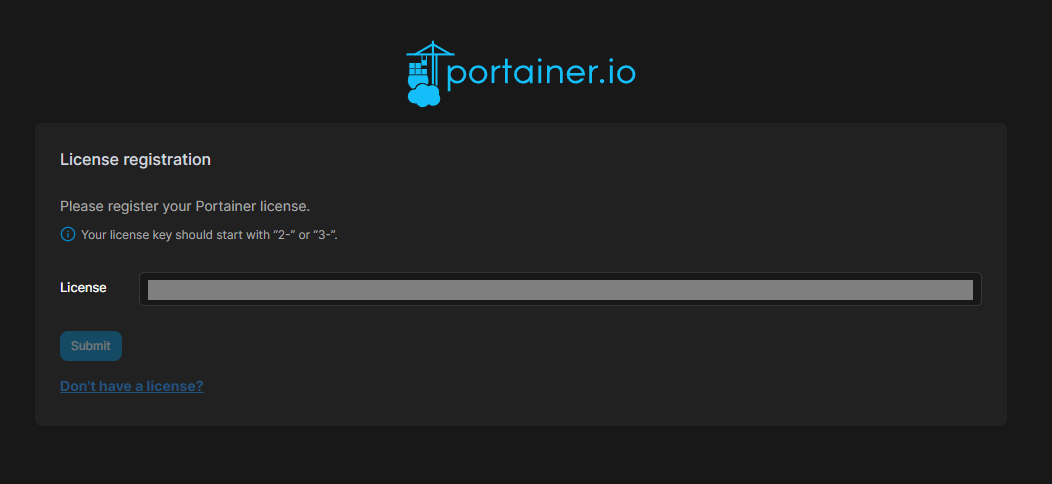 portainer.io
License registration
Please register your Portainer license.
Your license key should start with “2-” or “3-”.
License
Submit
Don't have a license?